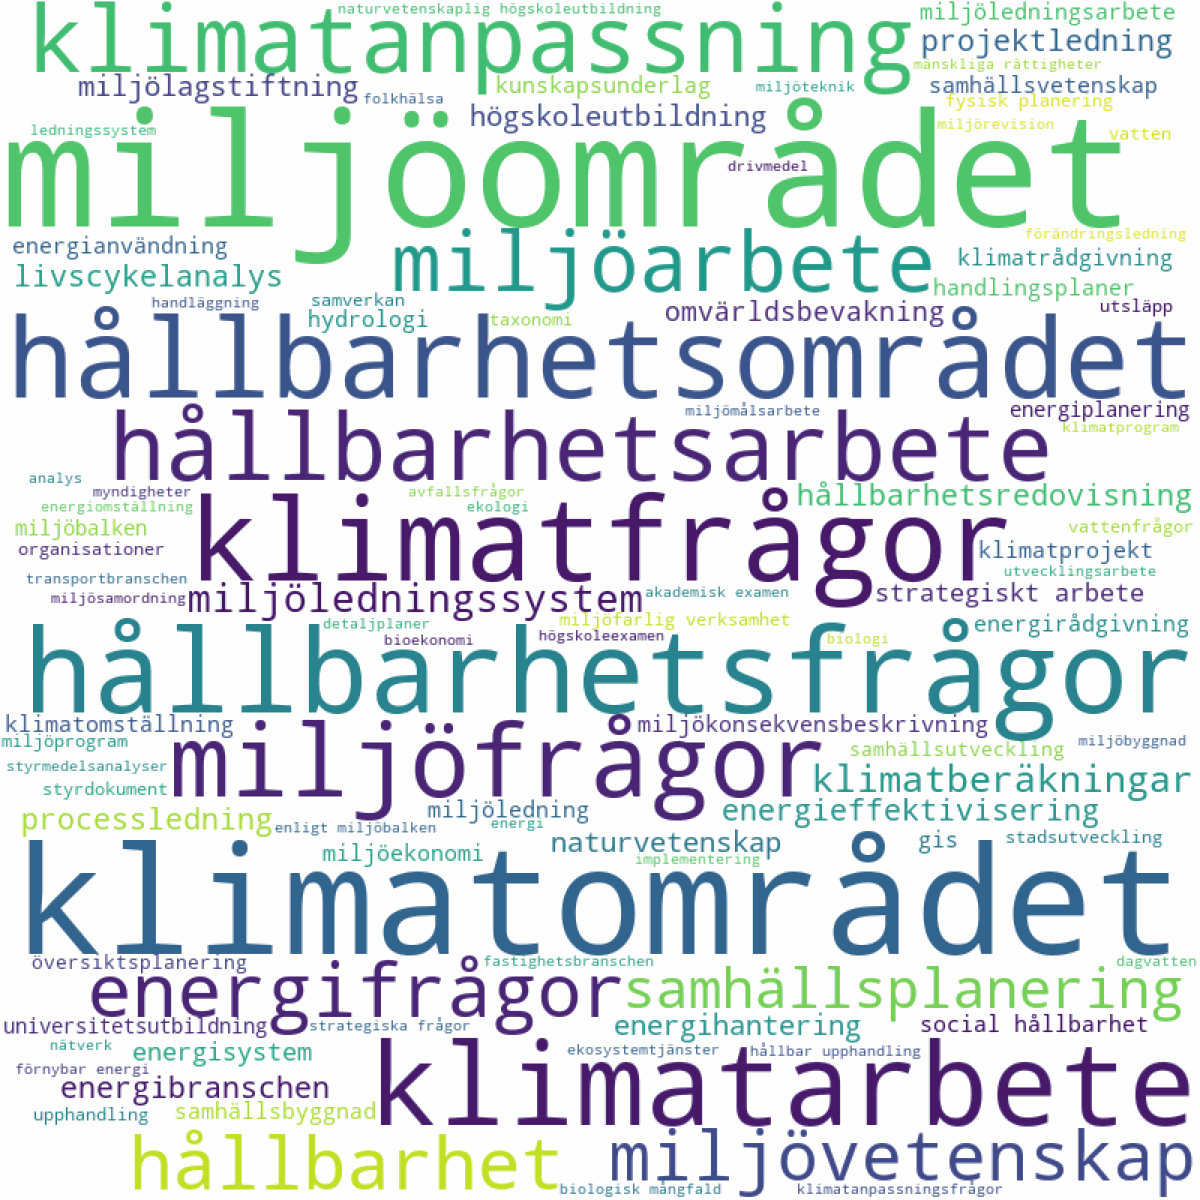 naturvetenskaplig högskoleutbildning
klimatanpassning
miljöledningsarbete
projektledning
mänskliga rättigheter
miljölagstiftning
kunskapsunderlag
miljöteknik
samhällsvetenskap
folkhälsa
högskoleutbildning
fysisk planering
ledningssystem
miljörevision
vatten
miljöområdet
drivmedel
energianvändning
miljöarbete
förändringsledning
klimatrådgivning
livscykelanalys
handlingsplaner
handläggning
samverkan
omvärldsbevakning
utsläpp
hydrologi
taxonomi
hållbarhetsområdet
miljömålsarbete
energiplanering
hållbarhetsarbete
klimatprogram
analys
myndigheter
avfallsfrågor
hållbarhetsredovisning
energiomställning
klimatfrågor
ekologi
miljöbalken
vattenfrågor
organisationer
klimatprojekt
transportbranschen
utvecklingsarbete
miljösamordning
miljöledningssystem
akademisk examen
strategiskt arbete
detaljplaner
miljöfarlig verksamhet
energirådgivning
bioekonomi
högskoleexamen
biologi
hållbarhetsfrågor
klimatomställning
miljökonsekvensbeskrivning
miljöprogram
miljöfrågor
samhällsutveckling
miljöbyggnad
styrmedelsanalyser
klimatberäkningar
styrdokument
processledning
miljöledning
energieffektivisering
enligt miljöbalken
energi
naturvetenskap
gis
stadsutveckling
miljöekonomi
implementering
klimatområdet
översiktsplanering
fastighetsbranschen
dagvatten
energifrågor
samhällsplanering
universitetsutbildning
strategiska frågor
energihantering
social hållbarhet
nätverk
energisystem
ekosystemtjänster
hållbar upphandling
förnybar energi
energibranschen
klimatarbete
upphandling
samhällsbyggnad
hållbarhet
miljövetenskap
biologisk mångfald
klimatanpassningsfrågor